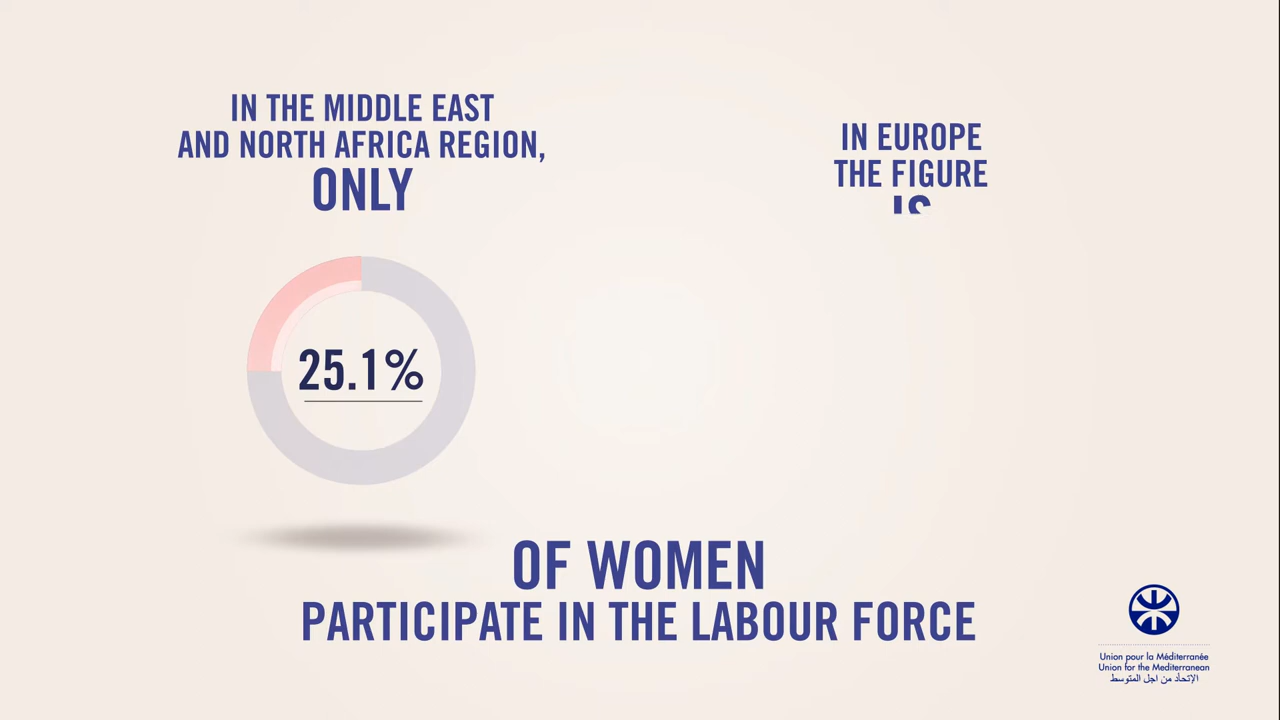 IN THE MIDDLE EAST
AND NORTH AFRICA REGION,
ONLY
25.1%
IN EUROPE
THE FIGURE
IS
OF WOMEN
PARTICIPATE IN THE LABOUR FORCE
Union pour la Méditerranée
Union for the Mediterranean
الإتحاد من اجل المتوسط